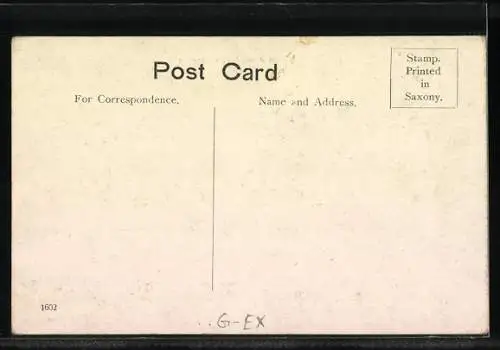 Post Card
Stamp.
Printed
in
Saxony.
For Correspondence.
Name and Address.
1602
G-EX